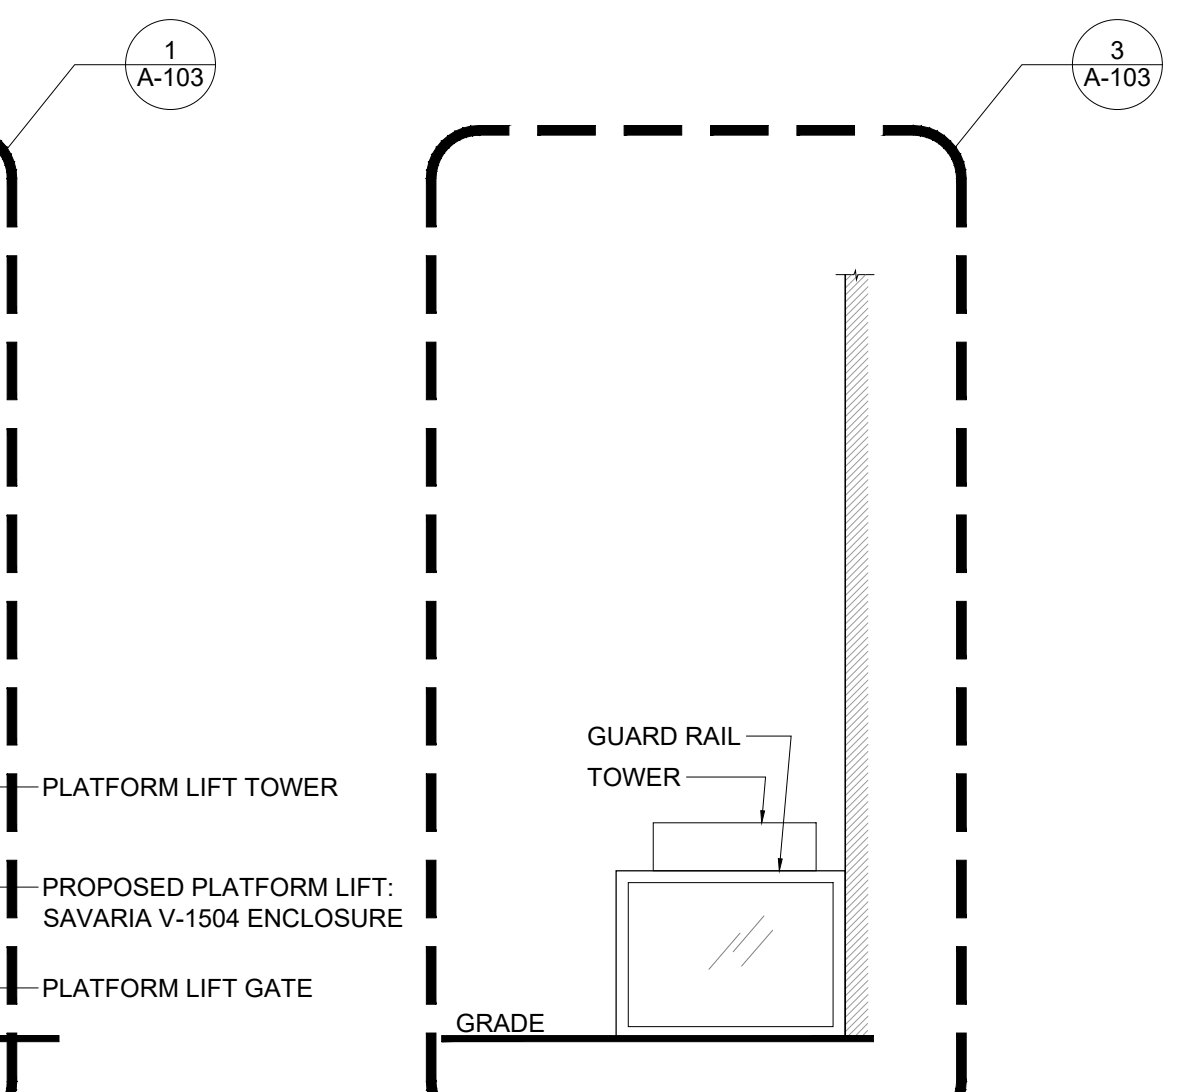 1
A-103
3
A-103
GUARD RAIL
TOWER
PLATFORM LIFT TOWER
PROPOSED PLATFORM LIFT:
SAVARIA V-1504 ENCLOSURE
PLATFORM LIFT GATE
GRADE